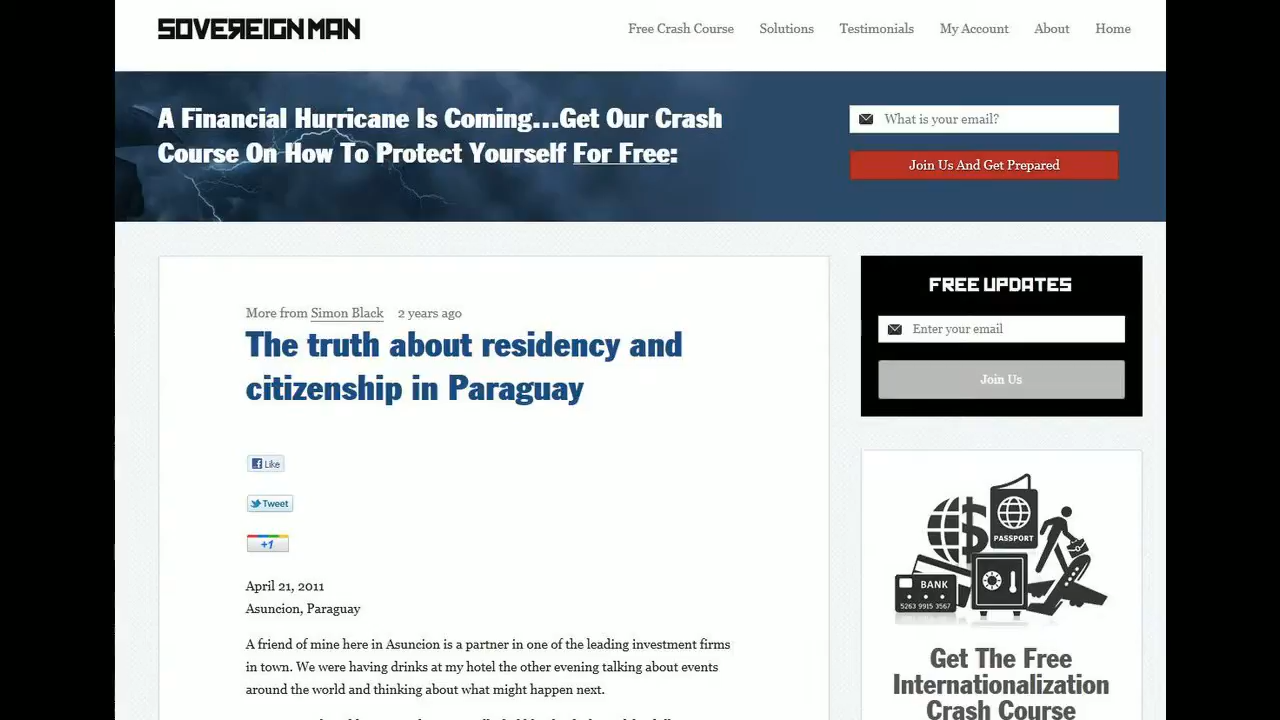 SOVEREIGN MAN
Free Crash Course Solutions Testimonials My Account About Home
A Financial Hurricane Is Coming...Get Our Crash
Course On How To Protect Yourself For Free:
What is your email?
Join Us And Get Prepared
More from Simon Black 2 years ago
The truth about residency and
citizenship in Paraguay
Like
Tweet
+1
April 21, 2011
Asuncion, Paraguay
A friend of mine here in Asuncion is a partner in one of the leading investment firms
in town. We were having drinks at my hotel the other evening talking about events
around the world and thinking about what might happen next.
FREE UPDATES
Enter your email
Join Us
$
PASSPORT
BANK
5263 9915 3567
Get The Free
Internationalization
Crash Course